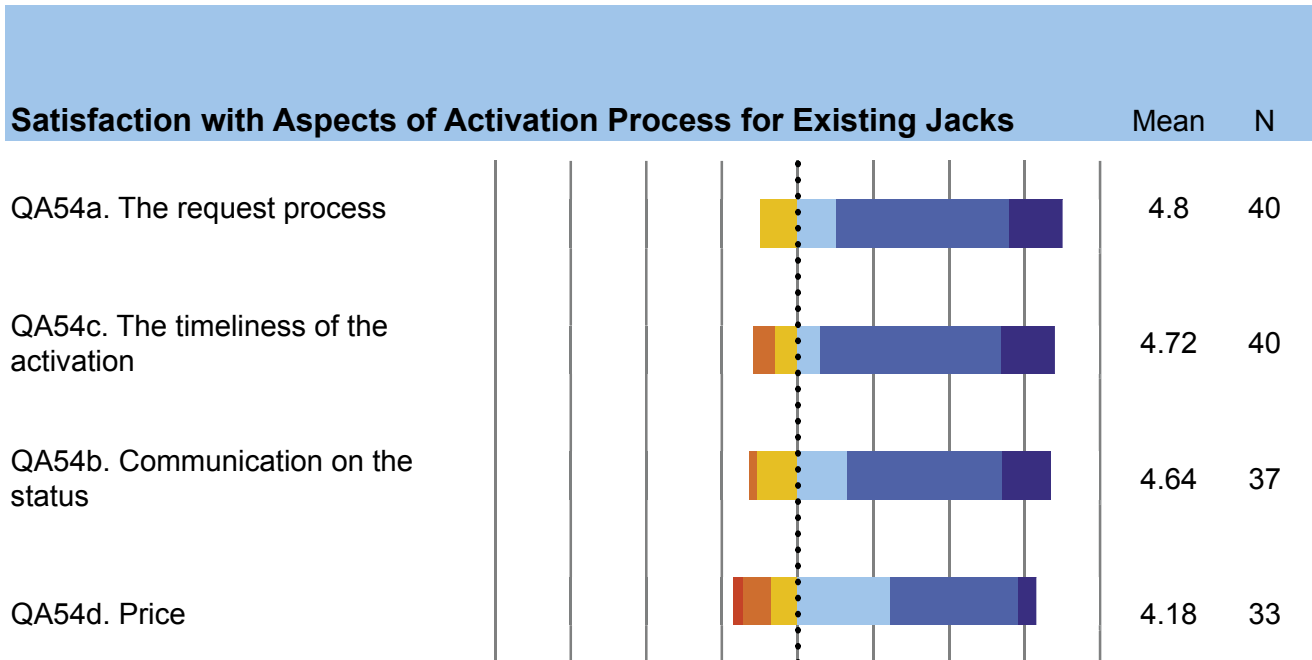 Satisfaction with Aspects of Activation Process for Existing Jacks Mean N
QA54a. The request process 4.8 40
QA54c. The timeliness of the
activation 4.72 40
QA54b. Communication on the
status 4.64 37
QA54d. Price 4.18 33